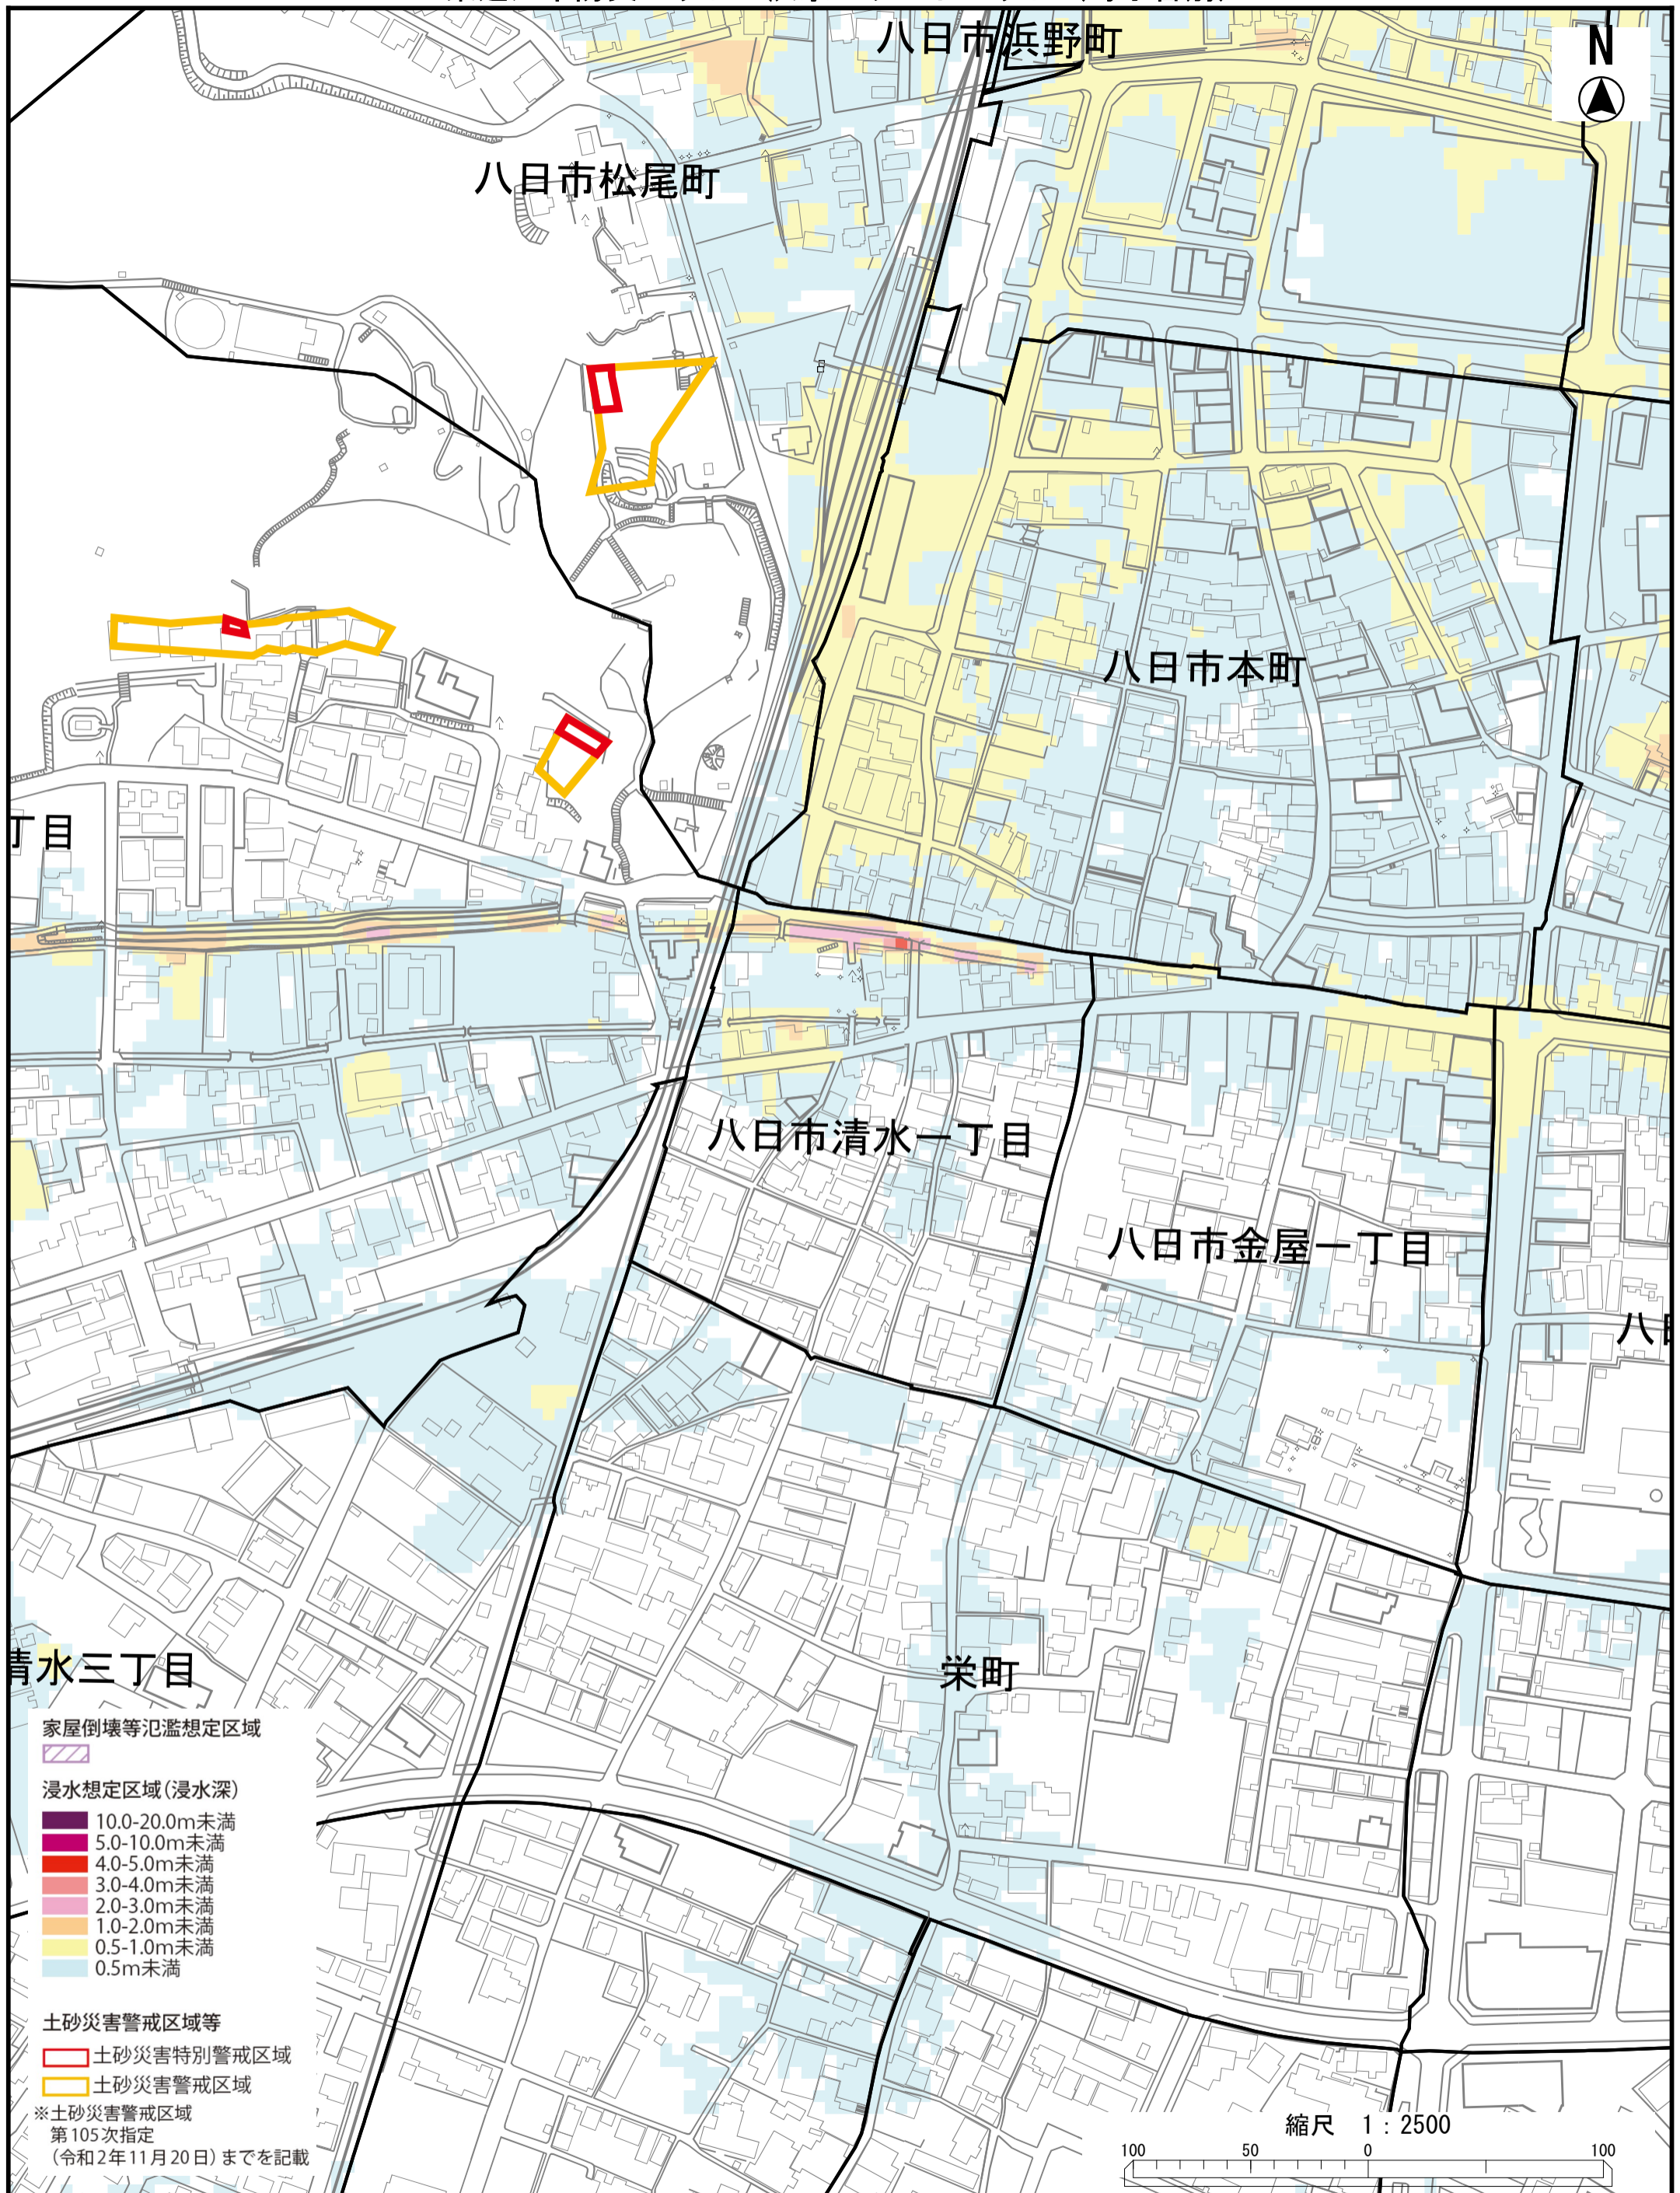 八日市浜野町
N
八日市松尾町
八日市本町
丁目
八日市清水一丁目
八日市金屋一丁目
八日
清水三丁目
栄町
家屋倒壊等氾濫想定区域
浸水想定区域(浸水深)
10.0-20.0m未満
5.0-10.0m未満
4.0-5.0m未満
3.0-4.0m未満
2.0-3.0m未満
1.0-2.0m未満
0.5-1.0m未満
0.5m未満
土砂災害警戒区域等
土砂災害特別警戒区域
土砂災害警戒区域
※土砂災害警戒区域
第105次指定
(令和2年11月20日)までを記載
縮尺 1:2500
100 50 0 100